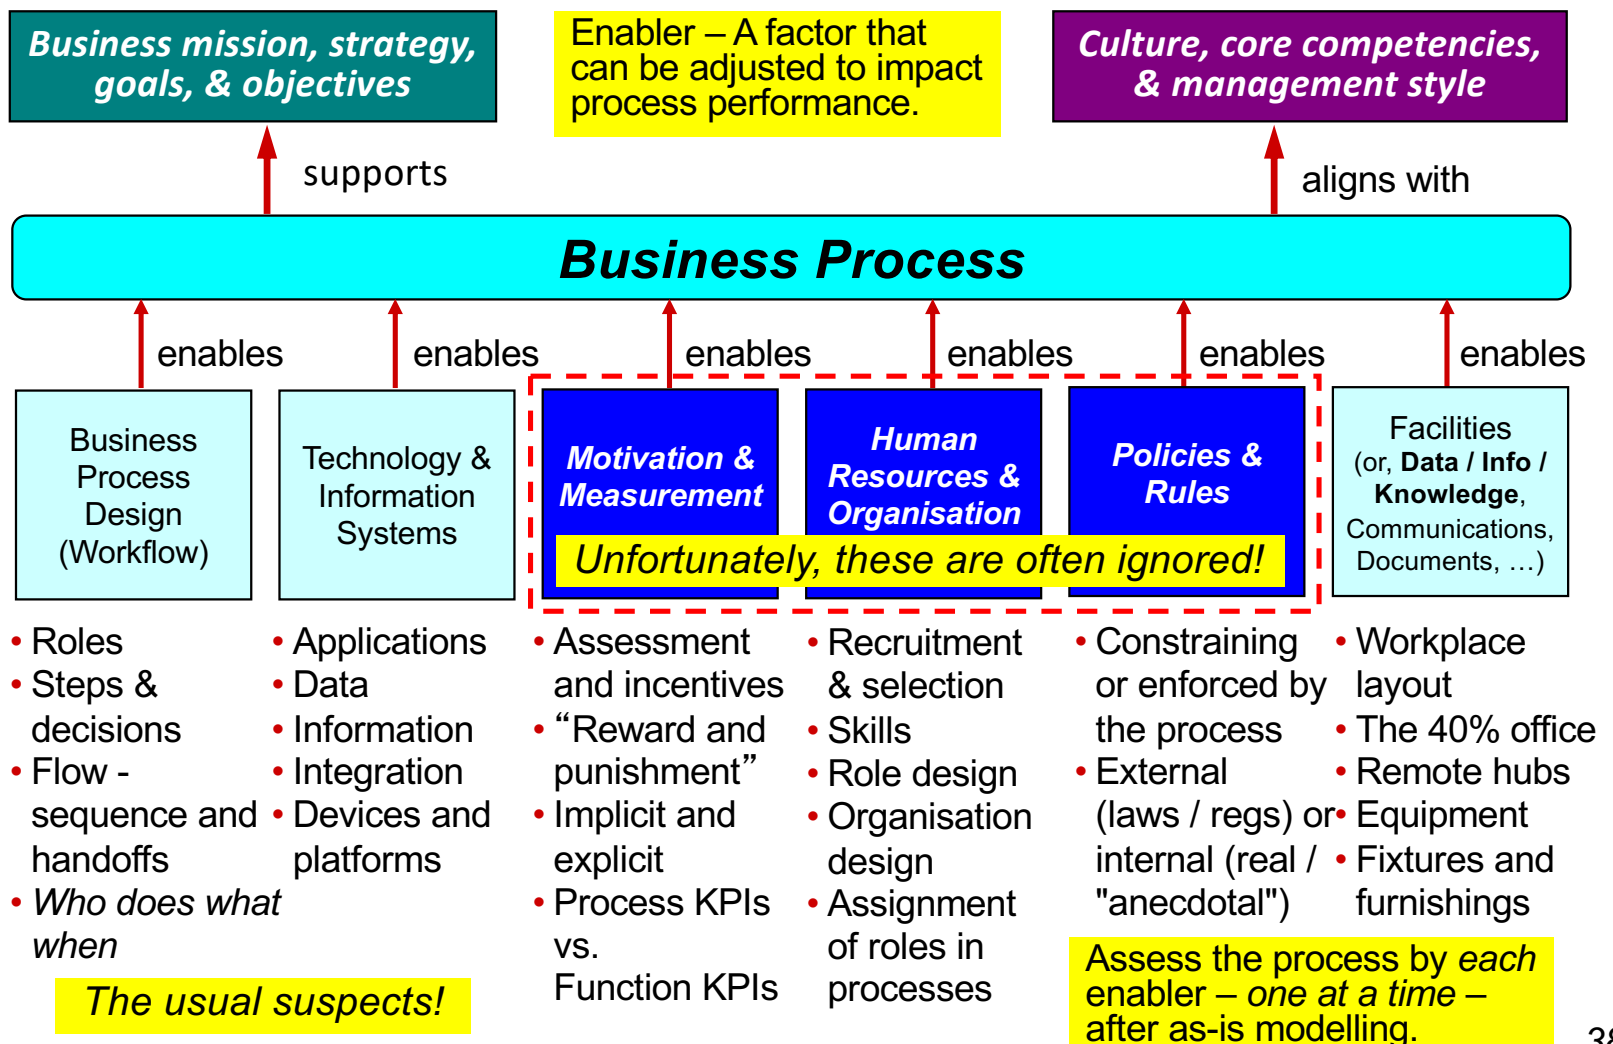 Business mission, strategy,
goals, & objectives
Enabler – A factor that
can be adjusted to impact
process performance.
Culture, core competencies,
& management style
supports
aligns with
Business Process
enables
enables
enables
enables
enables
enables
Business
Process
Design
(Workflow)
Technology &
Information
Systems
Motivation &
Measurement
Human
Resources &
Organisation
Policies &
Rules
Facilities
(or, Data / Info /
Knowledge,
Communications,
Documents, …)
Unfortunately, these are often ignored!
• Roles
• Steps &
decisions
• Flow -
sequence and
handoffs
• Who does what
when
• Applications
• Data
• Information
• Integration
• Devices and
platforms
• Assessment
and incentives
• “Reward and
punishment”
• Implicit and
explicit
• Process KPIs
vs.
Function KPIs
• Recruitment
& selection
• Skills
• Role design
• Organisation
design
• Assignment
of roles in
processes
• Constraining
or enforced by
the process
• External
(laws / regs) or
internal (real /
"anecdotal")
• Workplace
layout
• The 40% office
• Remote hubs
• Equipment
• Fixtures and
furnishings
The usual suspects!
Assess the process by each
enabler – one at a time –
after as-is modelling.
38